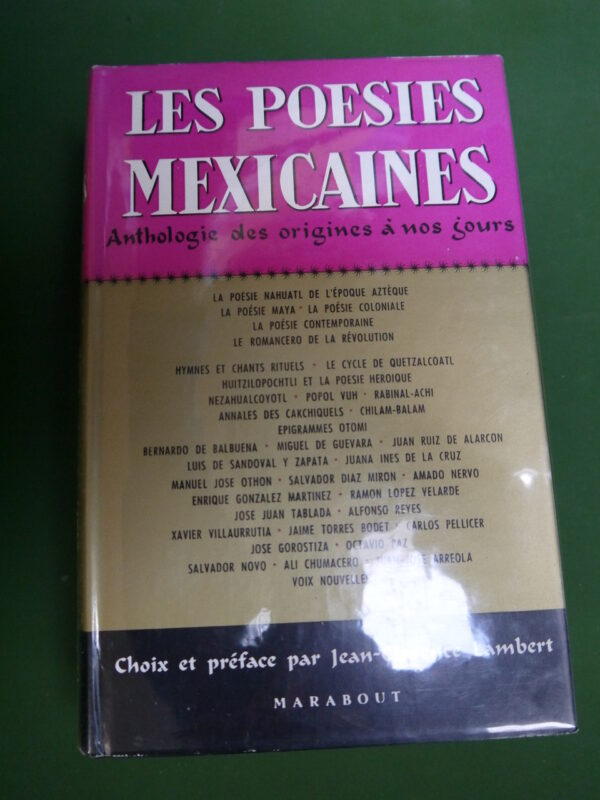 LES POESIES
MEXICAINES
Anthologie des origines à nos jours
LA POESIE NAHUATL DE L'ÉPOQUE AZTÈQUE
LA POÉSIE MAYA • LA POÉSIE COLONIALE
LA POÉSIE CONTEMPORAINE
LE ROMANCERO DE LA RÉVOLUTION
HYMNES ET CHANTS RITUELS • LE CYCLE DE QUETZALCOATL
HUITZILOPOCHTLI ET LA POESIE HEROIQUE
NEZAHUALCOYOTL • POPOL VUH • RABINAL-ACHI
ANNALES DES CAKCHIQUELS • CHILAM-BALAM
EPIGRAMMES OTOMI
BERNARDO DE BALBUENA • MIGUEL DE GUEVARA • JUAN RUIZ DE ALARCON
LUIS DE SANDOVAL Y ZAPATA • JUANA INES DE LA CRUZ
MANUEL JOSE OTHON • SALVADOR DIAZ MIRON • AMADO NERVO
ENRIQUE GONZALEZ MARTINEZ • RAMON LOPEZ VELARDE
JOSE JUAN TABLADA • ALFONSO REYES
XAVIER VILLAURRUTIA • JAIME TORRES BODET • CARLOS PELLICER
JOSE GOROSTIZA • OCTAVIO PAZ
SALVADOR NOVO • ALI CHUMACERO • ARREOLA
VOIX NOUVELLES
Choix et préface par Lambert
MARABOUT